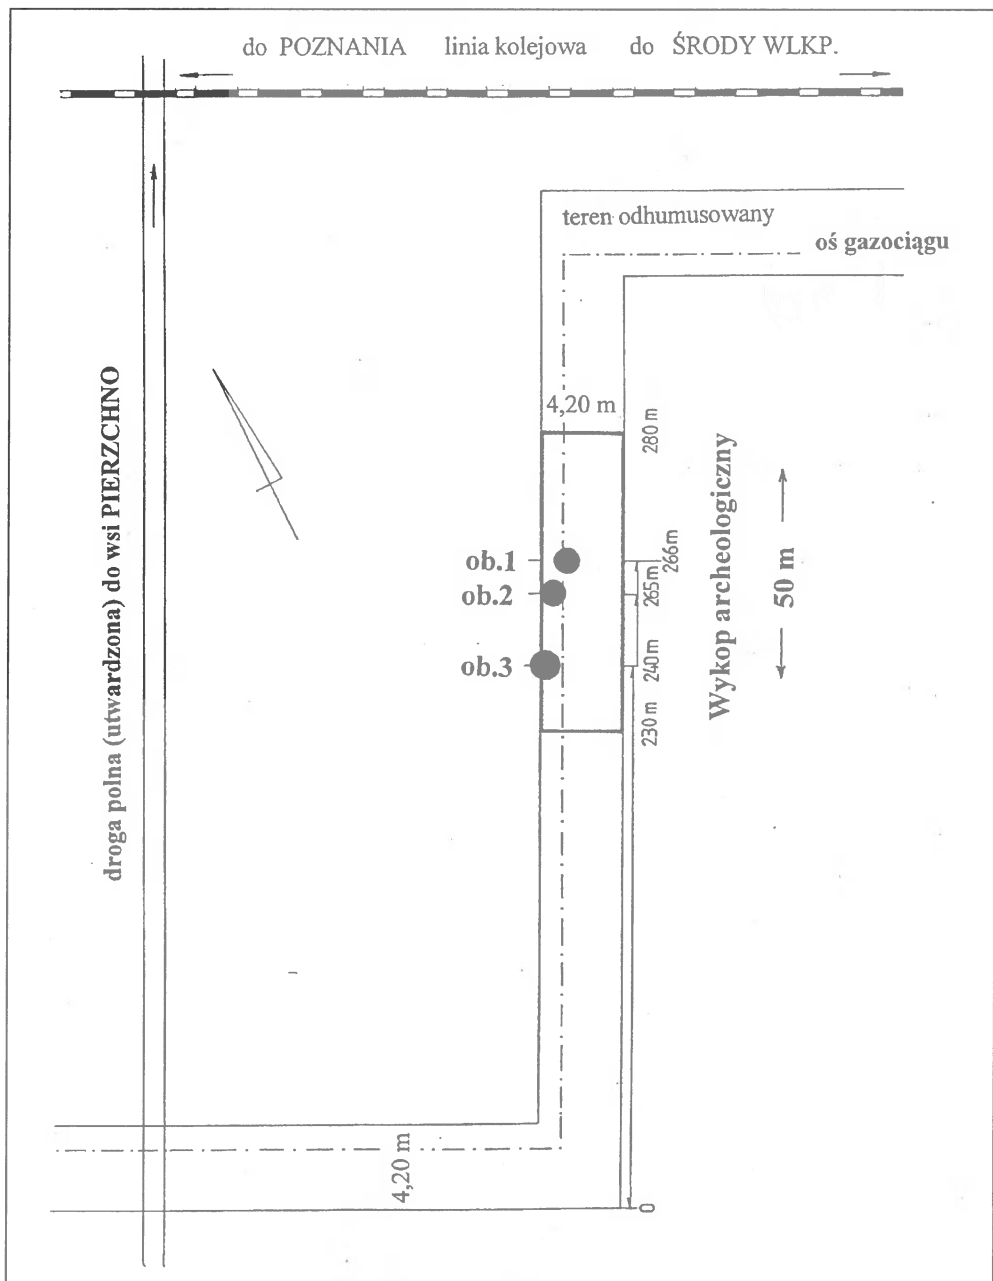 do POZNANIA linia kolejowa do ŚRODY WLKP.
teren odhumusowany
oś gazociągu
droga polna (utwardzona) do wsi PIERZCHNO
4,20 m
280 m
Wykop archeologiczny
50 m
ob.1
266m
ob.2
265m
ob.3
240m
230 m
4,20 m
0